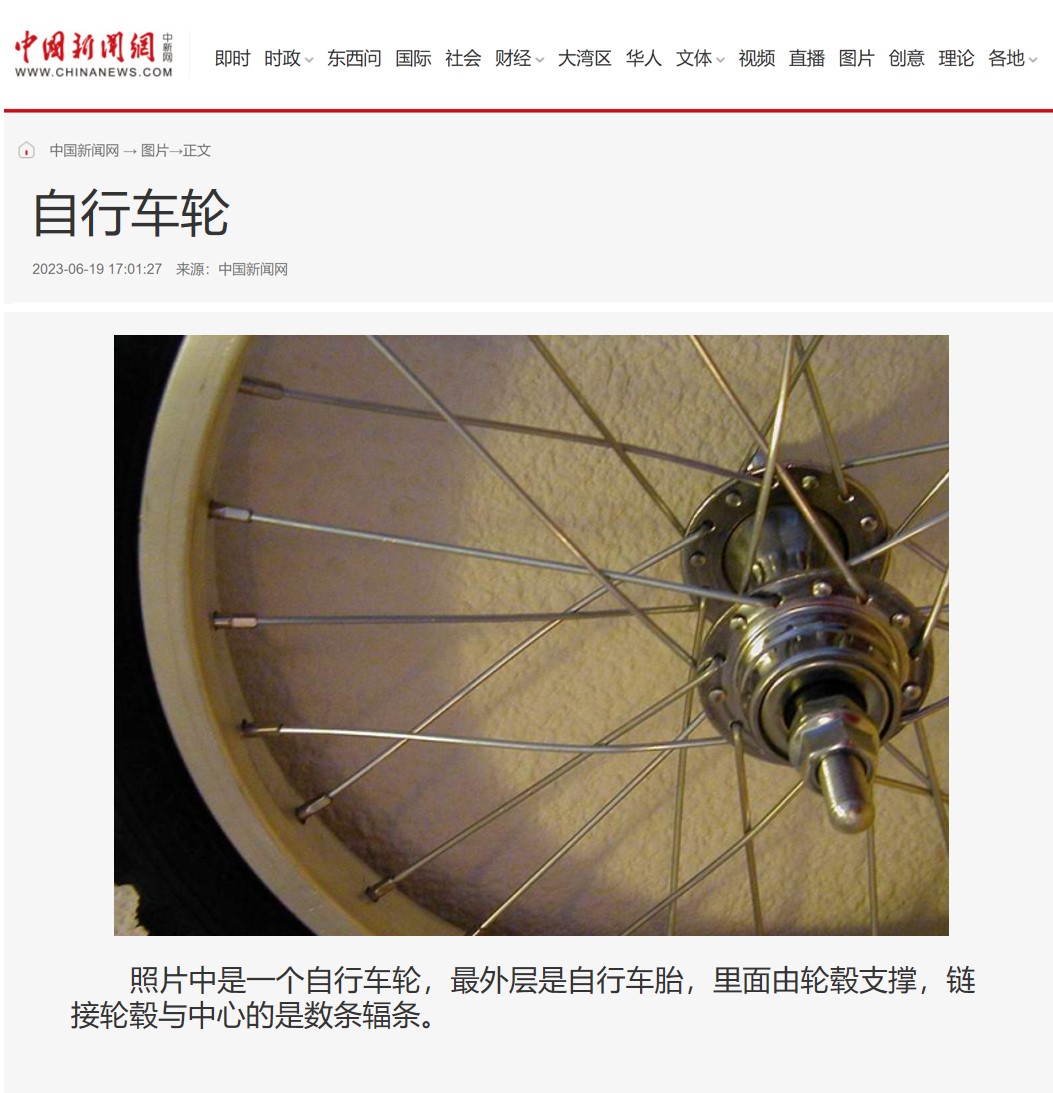 中國新聞網 中新网
WWW.CHINANEWS.COM
即时 时政 东西问 国际 社会 财经 大湾区 华人 文体 视频 直播 图片 创意 理论 各地
中国新闻网 → 图片→正文
自行车轮
2023-06-19 17:01:27 来源：中国新闻网
照片中是一个自行车轮，最外层是自行车胎，里面由轮毂支撑，链
接轮毂与中心的是数条辐条。